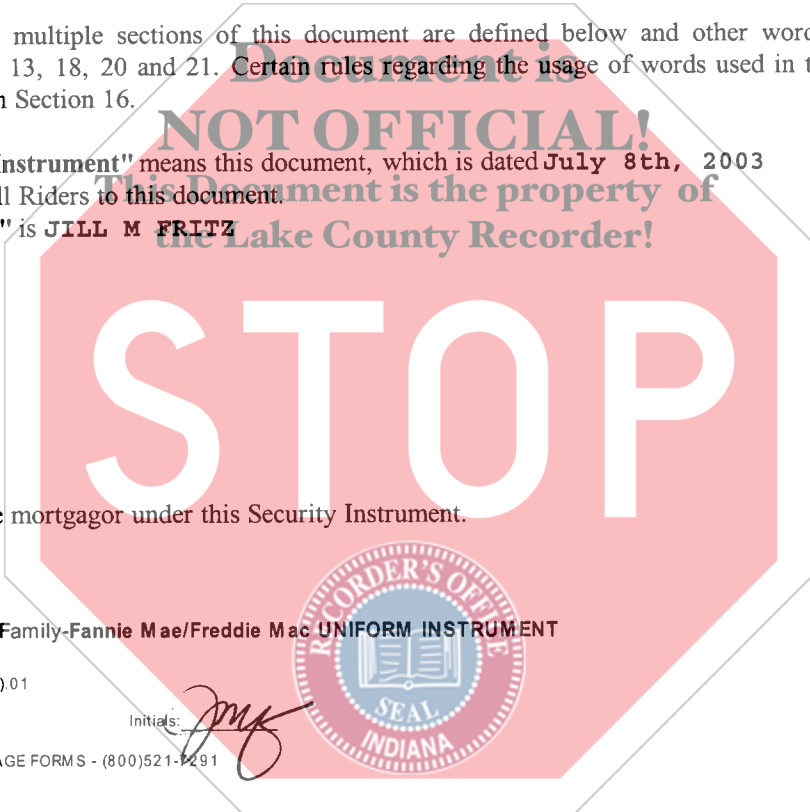 multiple sections of this document are defined below and other word
Document is
13, 18, 20 and 21. Certain rules regarding the usage of words used in t
Section 16.
NOT OFFICIAL!
Instrument" means this document, which is dated July 8th, 2003
This Document is the property of
ll Riders to this document.
" is JILL M FRITZ
the Lake County Recorder!
STOP
mortgagor under this Security Instrument.
RECORDER'S OFFICE
Family-Fannie Mae/Freddie Mac UNIFORM INSTRUMENT
).01
SEAL
Initials: JMF
INDIANA
GE FORMS - (800)521-7291